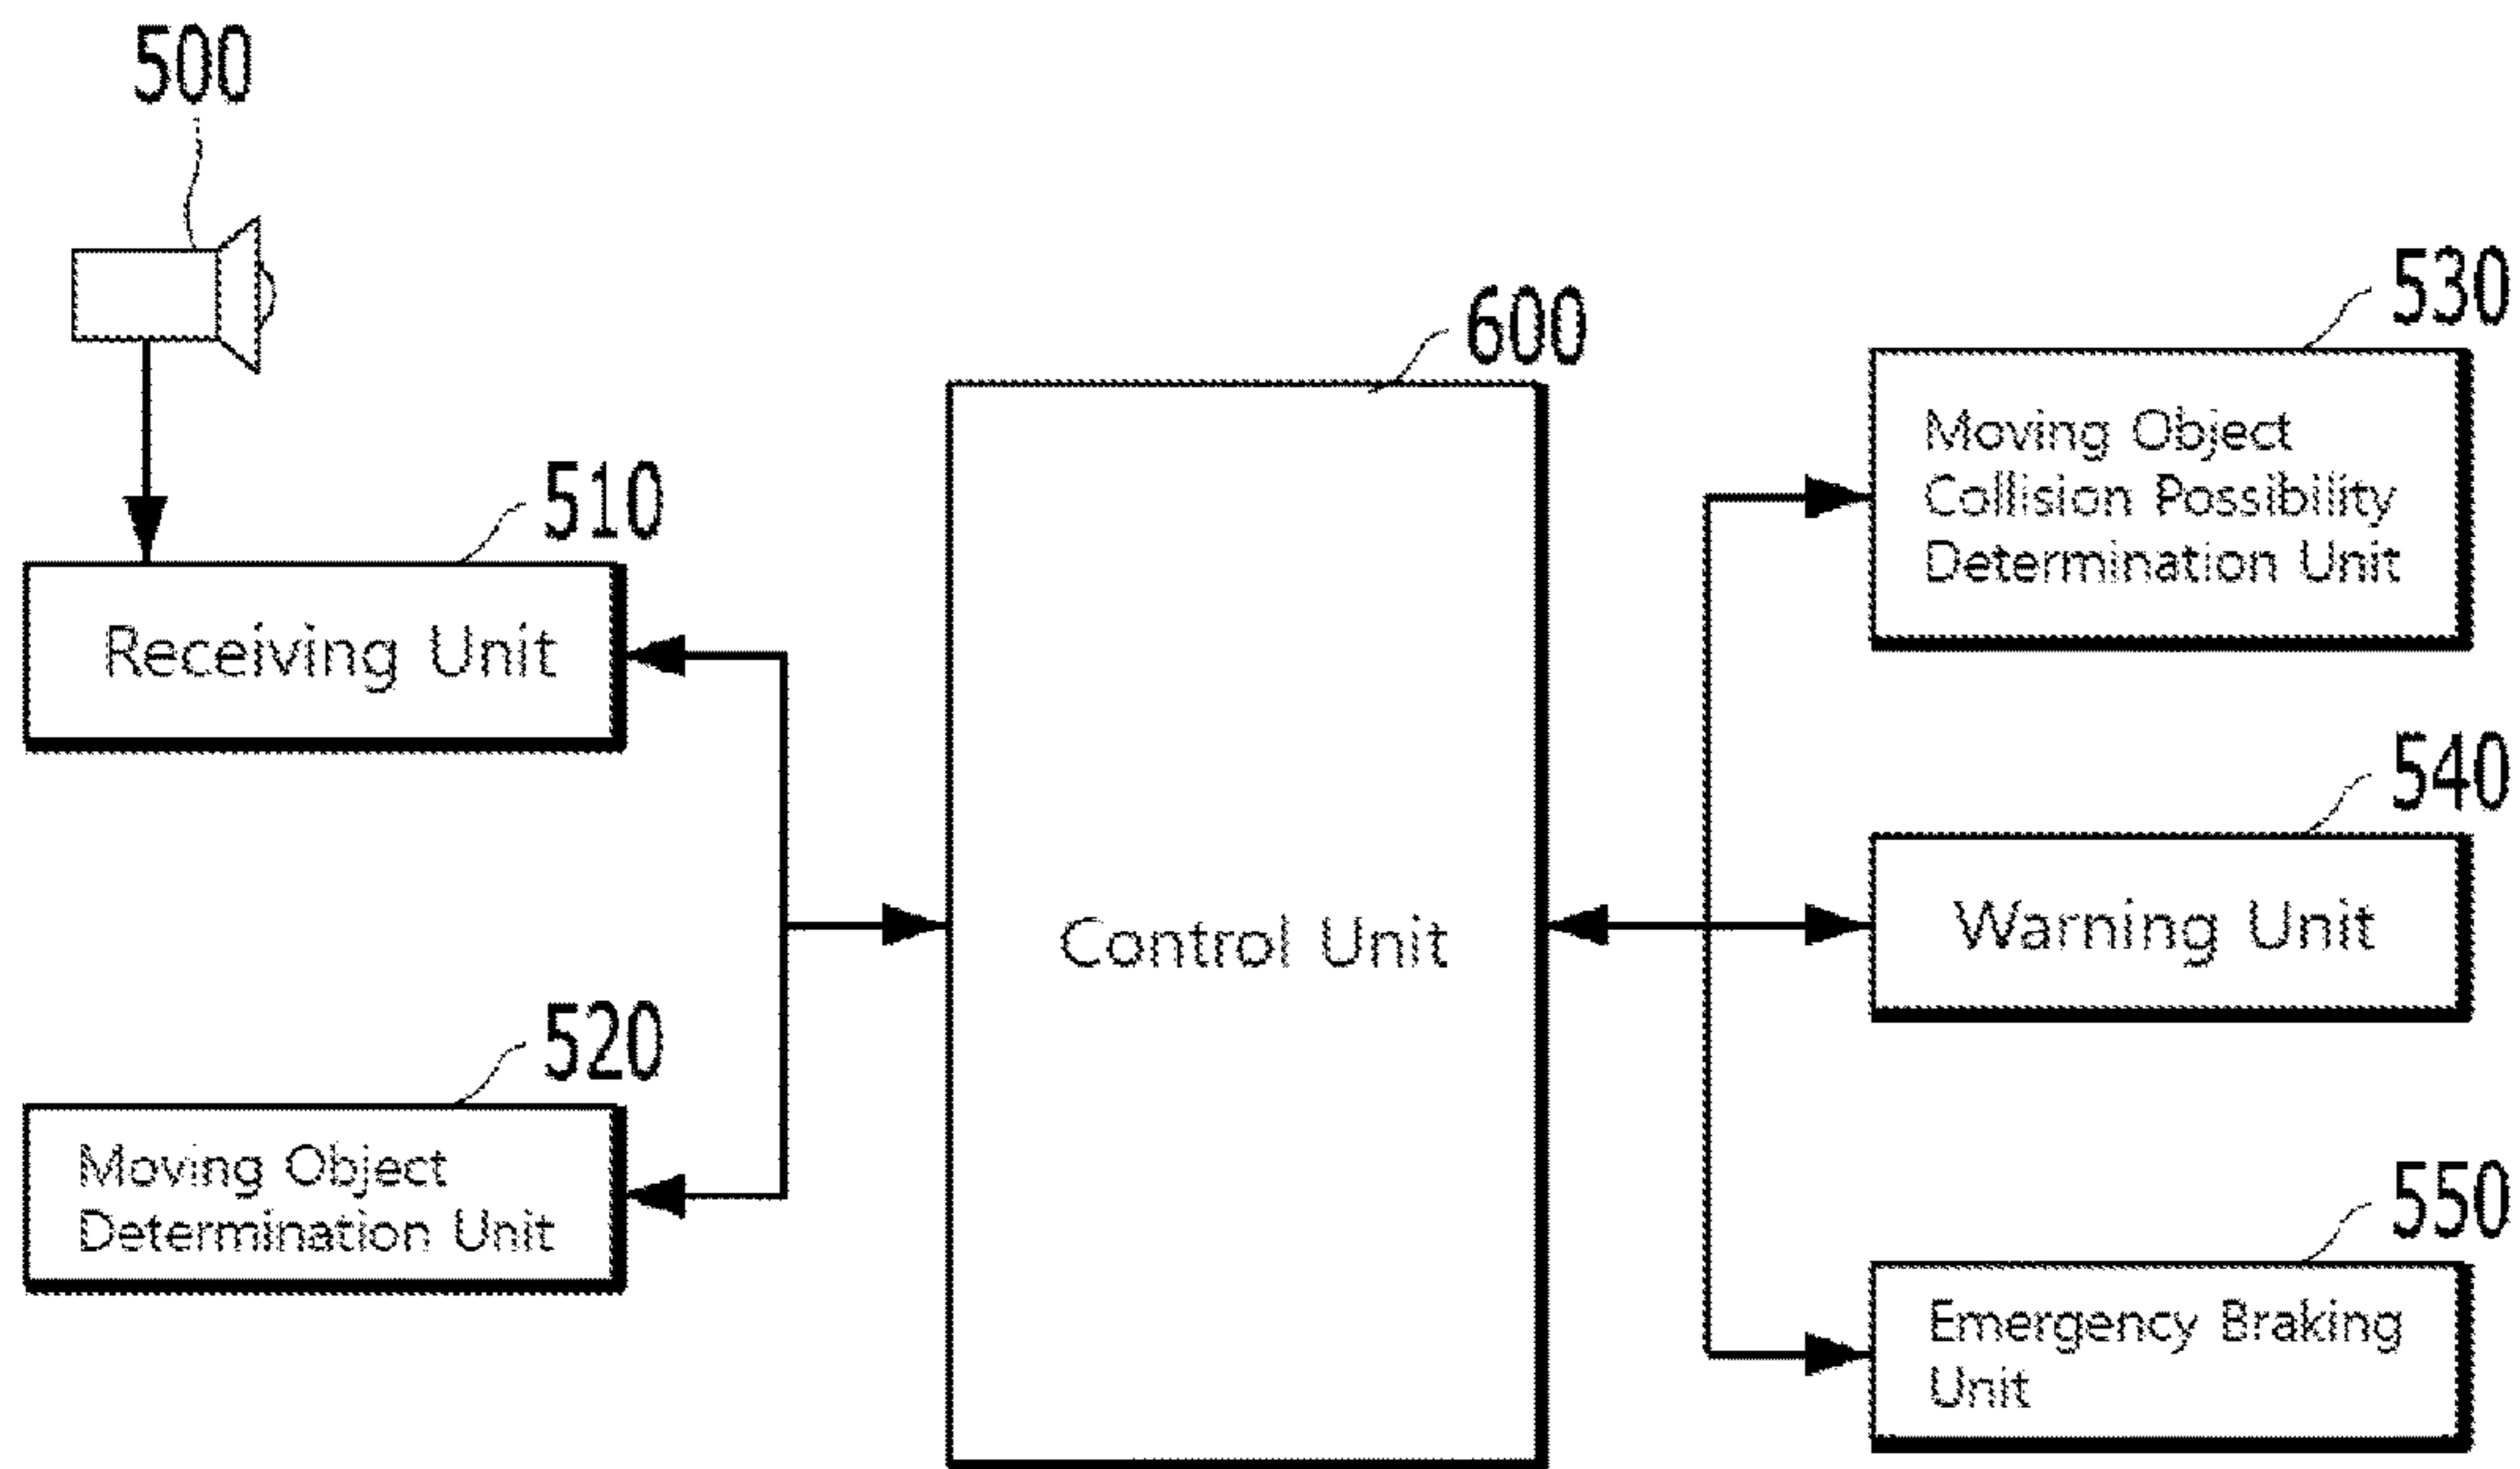 500
510
Receiving Unit
520
Moving Object
Determination Unit
600
Control Unit
530
Moving Object
Collision Possibility
Determination Unit
540
Warning Unit
550
Emergency Braking
Unit